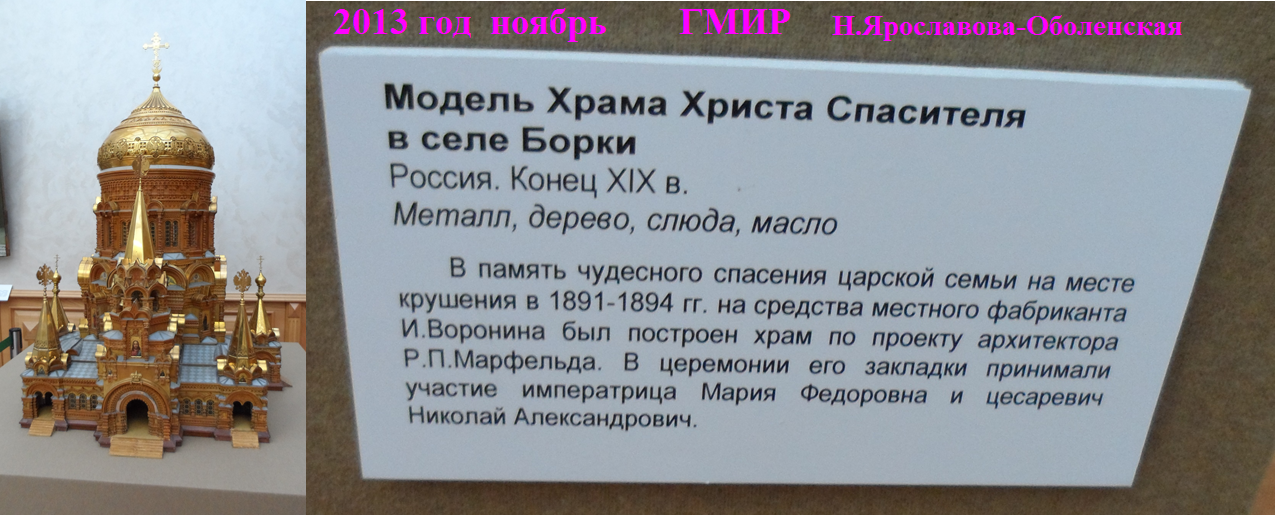 2013 год ноябрь ГМИР Н.Ярославова-Оболенская
Модель Храма Христа Спасителя
в селе Борки
Россия. Конец XIX в.
Металл, дерево, слюда, масло
В память чудесного спасения царской семьи на месте
крушения в 1891-1894 гг. на средства местного фабриканта
И.Воронина был построен храм по проекту архитектора
Р.П.Марфельда. В церемонии его закладки принимали
участие императрица Мария Федоровна и цесаревич
Николай Александрович.